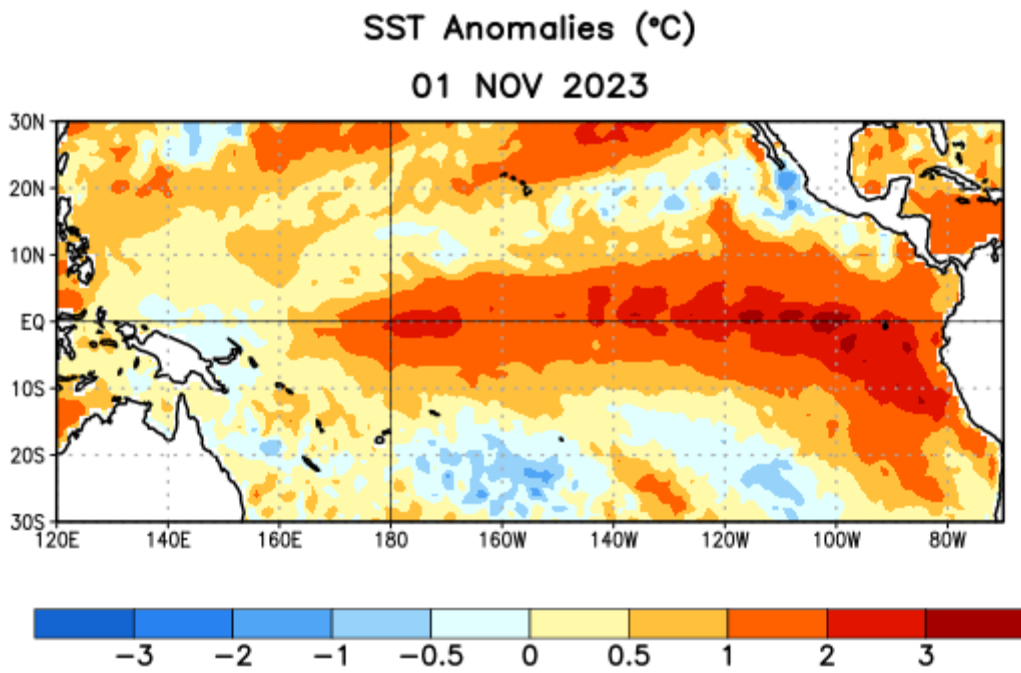 SST Anomalies (°C)
01 NOV 2023
30N
20N
10N
EQ
10S
20S
30S
120E 140E 160E 180 160W 140W 120W 100W 80W
−3 −2 −1 −0.5 0 0.5 1 2 3